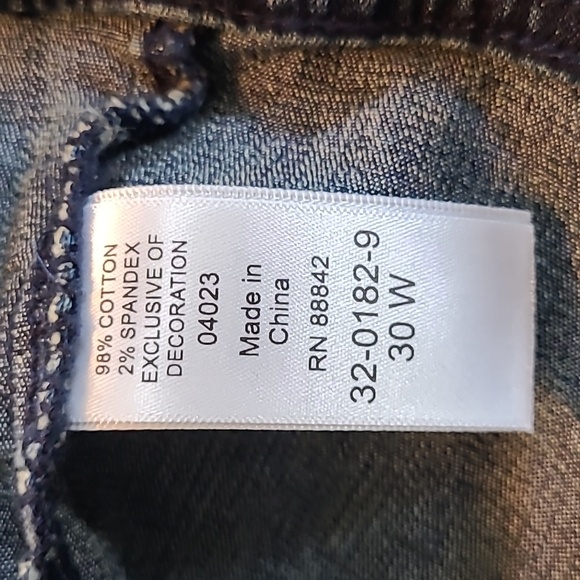 98% COTTON
2% SPANDEX
EXCLUSIVE OF
DECORATION
04023
Made in
China
RN 88842
32-0182-9
30 W